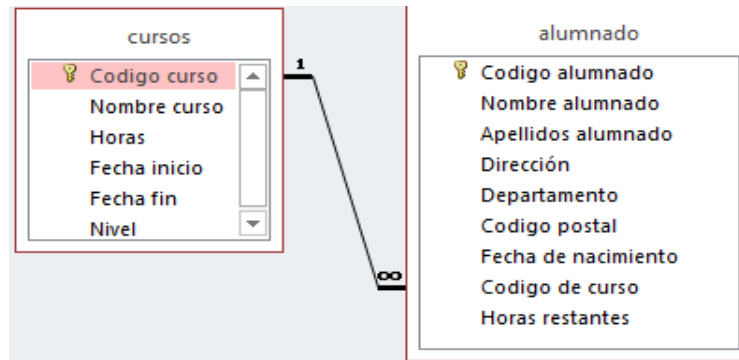 cursos
Codigo curso
Nombre curso
Horas
Fecha inicio
Fecha fin
Nivel
1
∞
alumnado
Codigo alumnado
Nombre alumnado
Apellidos alumnado
Dirección
Departamento
Codigo postal
Fecha de nacimiento
Codigo de curso
Horas restantes